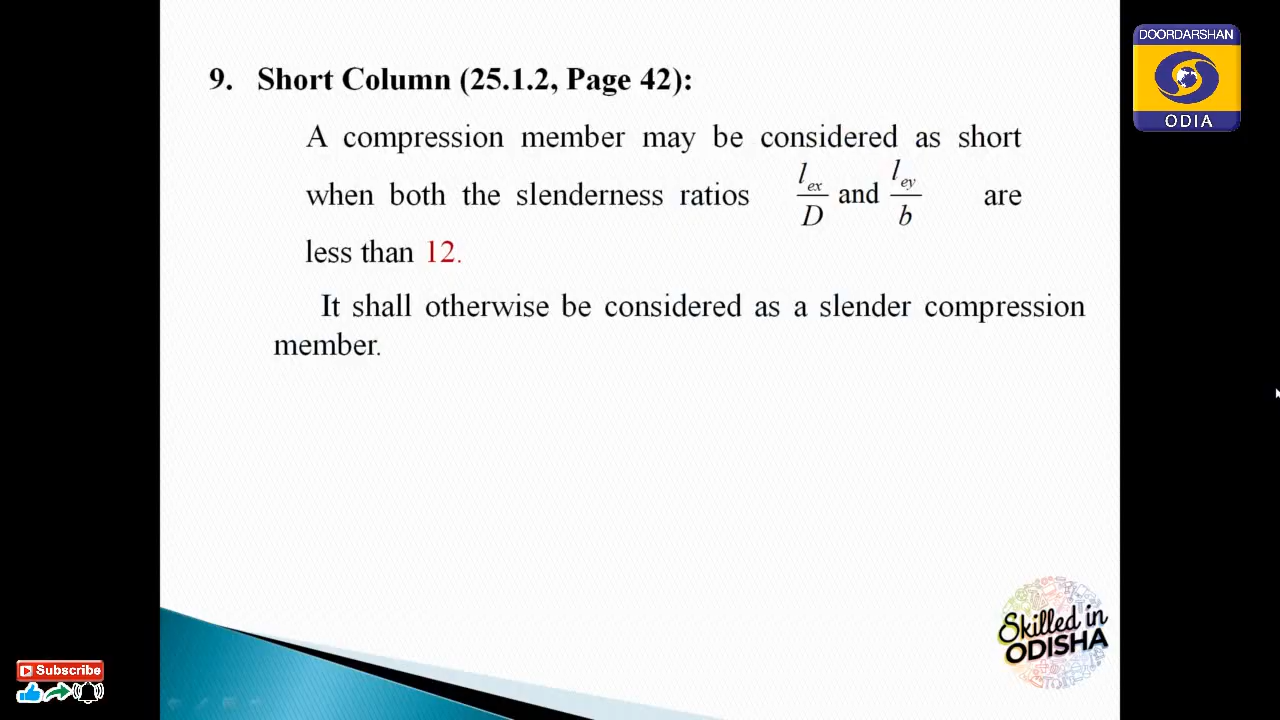 DOORDARSHAN
ODIA
9. Short Column (25.1.2, Page 42):
A compression member may be considered as short
when both the slenderness ratios l_ex/D and l_ey/b are
less than 12.
It shall otherwise be considered as a slender compression
member.
Skilled in
ODISHA
Subscribe